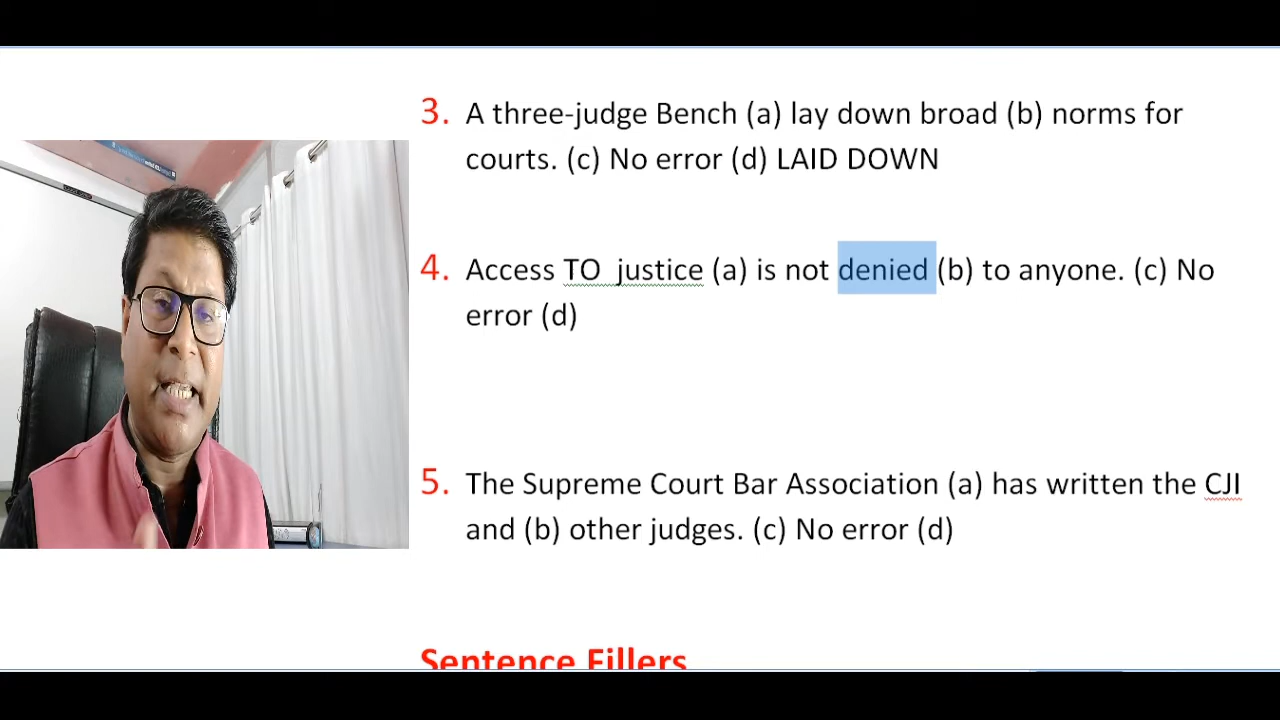 3. A three-judge Bench (a) lay down broad (b) norms for
courts. (c) No error (d) LAID DOWN
4. Access TO justice (a) is not denied (b) to anyone. (c) No
error (d)
5. The Supreme Court Bar Association (a) has written the CJI
and (b) other judges. (c) No error (d)
Sentence Fillers